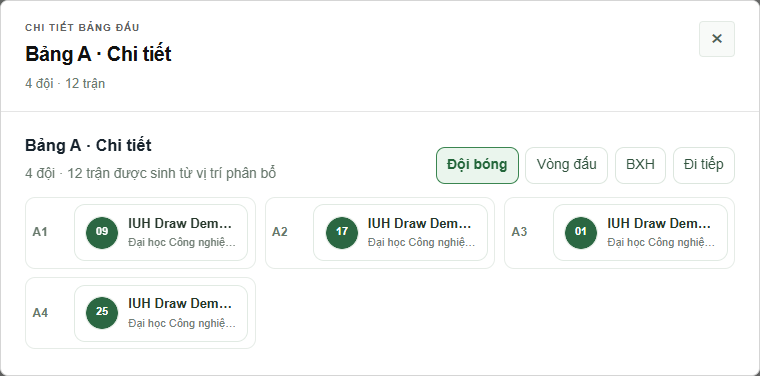 CHI TIẾT BẢNG ĐẤU
Bảng A · Chi tiết
4 đội · 12 trận
×
Bảng A · Chi tiết
4 đội · 12 trận được sinh từ vị trí phân bổ
Đội bóng
Vòng đấu
BXH
Đi tiếp
A1
09
IUH Draw Dem…
Đại học Công nghiệ…
A2
17
IUH Draw Dem…
Đại học Công nghiệ…
A3
01
IUH Draw Dem…
Đại học Công nghiệ…
A4
25
IUH Draw Dem…
Đại học Công nghiệ…